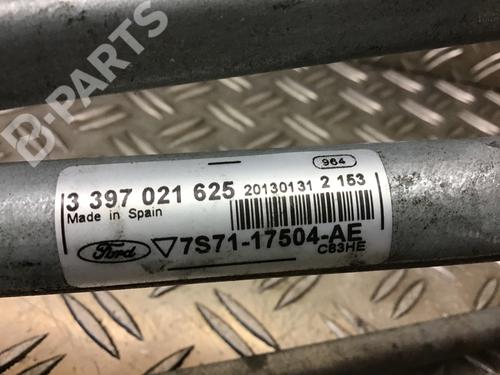 B-PARTS
964
3 397 021 625 20130131 2 153
Made in Spain
Ford ▽7S71-17504-AE
C83HE